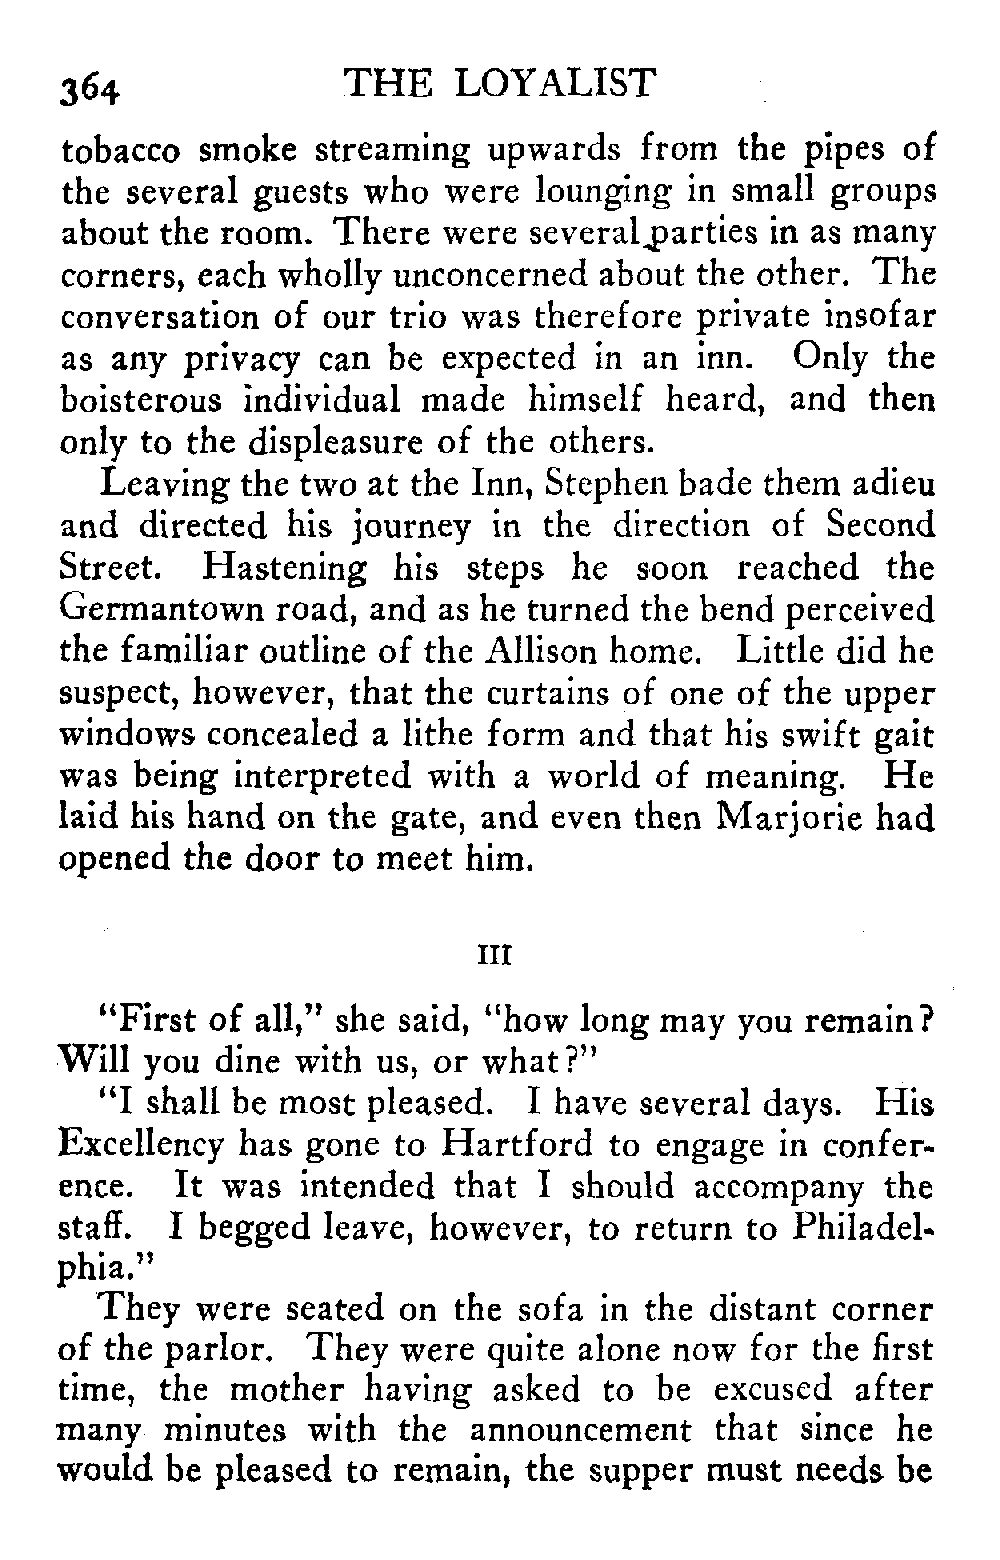 364 THE LOYALIST
tobacco smoke streaming upwards from the pipes of
the several guests who were lounging in small groups
about the room. There were several parties in as many
corners, each wholly unconcerned about the other. The
conversation of our trio was therefore private insofar
as any privacy can be expected in an inn. Only the
boisterous individual made himself heard, and then
only to the displeasure of the others.
Leaving the two at the Inn, Stephen bade them adieu
and directed his journey in the direction of Second
Street. Hastening his steps he soon reached the
Germantown road, and as he turned the bend perceived
the familiar outline of the Allison home. Little did he
suspect, however, that the curtains of one of the upper
windows concealed a lithe form and that his swift gait
was being interpreted with a world of meaning. He
laid his hand on the gate, and even then Marjorie had
opened the door to meet him.
III
"First of all," she said, "how long may you remain?
Will you dine with us, or what?"
"I shall be most pleased. I have several days. His
Excellency has gone to Hartford to engage in confer-
ence. It was intended that I should accompany the
staff. I begged leave, however, to return to Philadel-
phia."
They were seated on the sofa in the distant corner
of the parlor. They were quite alone now for the first
time, the mother having asked to be excused after
many minutes with the announcement that since he
would be pleased to remain, the supper must needs be